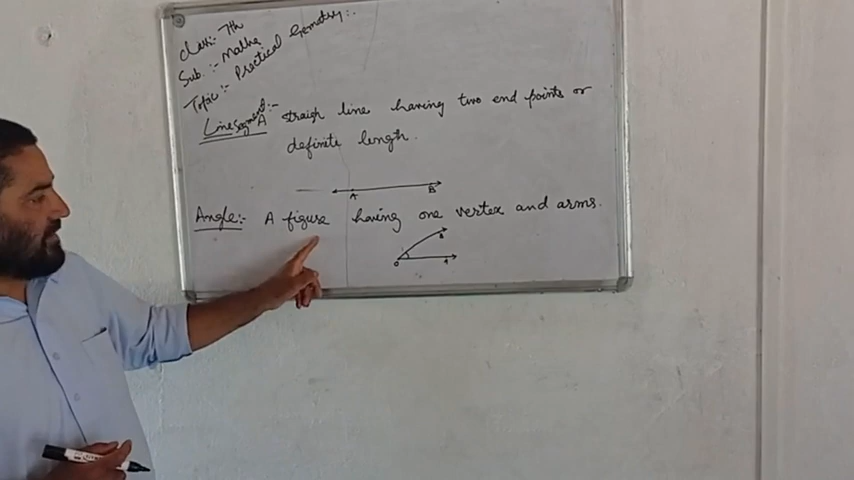 Class:- 7th
Sub:- Maths
Topic:- Practical Geometry:-
Line segment:- A straigh line having two end points or
definite length.
A B
Angle:- A figure having one vertex and arms.
B
O A